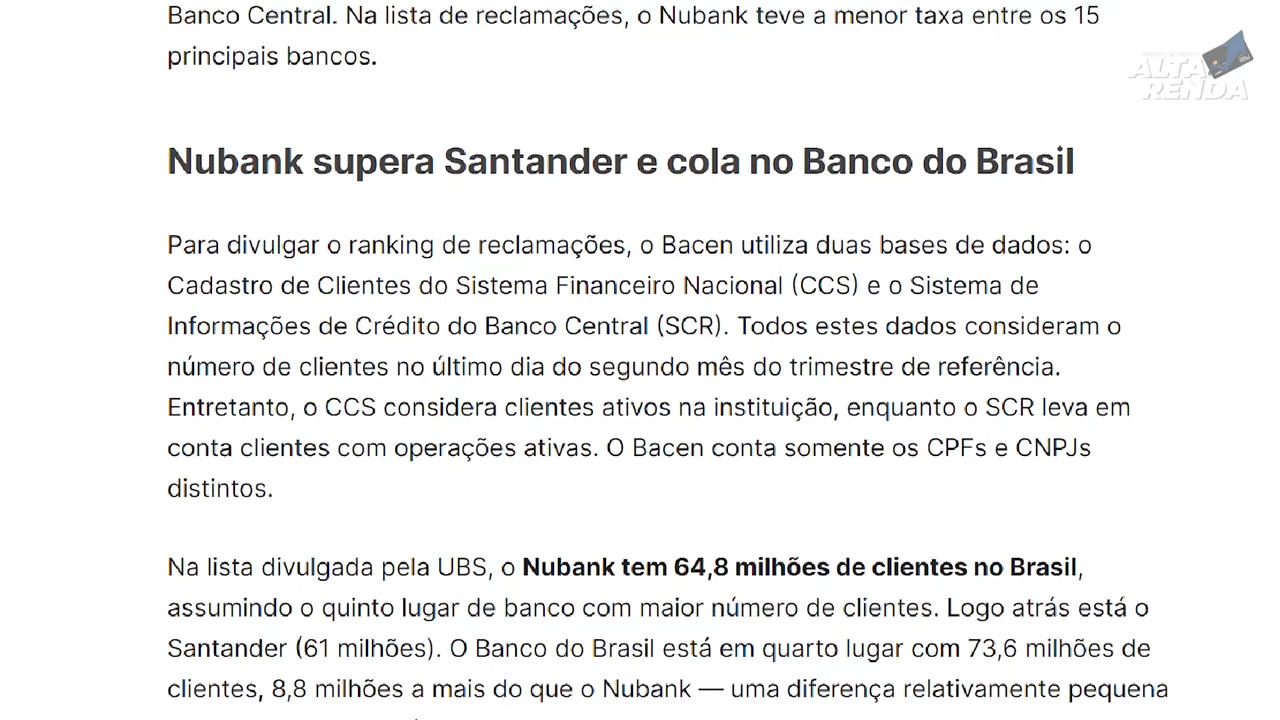 Banco Central. Na lista de reclamações, o Nubank teve a menor taxa entre os 15
principais bancos.
ALTA
RENDA
Nubank supera Santander e cola no Banco do Brasil
Para divulgar o ranking de reclamações, o Bacen utiliza duas bases de dados: o
Cadastro de Clientes do Sistema Financeiro Nacional (CCS) e o Sistema de
Informações de Crédito do Banco Central (SCR). Todos estes dados consideram o
número de clientes no último dia do segundo mês do trimestre de referência.
Entretanto, o CCS considera clientes ativos na instituição, enquanto o SCR leva em
conta clientes com operações ativas. O Bacen conta somente os CPFs e CNPJs
distintos.
Na lista divulgada pela UBS, o Nubank tem 64,8 milhões de clientes no Brasil,
assumindo o quinto lugar de banco com maior número de clientes. Logo atrás está o
Santander (61 milhões). O Banco do Brasil está em quarto lugar com 73,6 milhões de
clientes, 8,8 milhões a mais do que o Nubank — uma diferença relativamente pequena